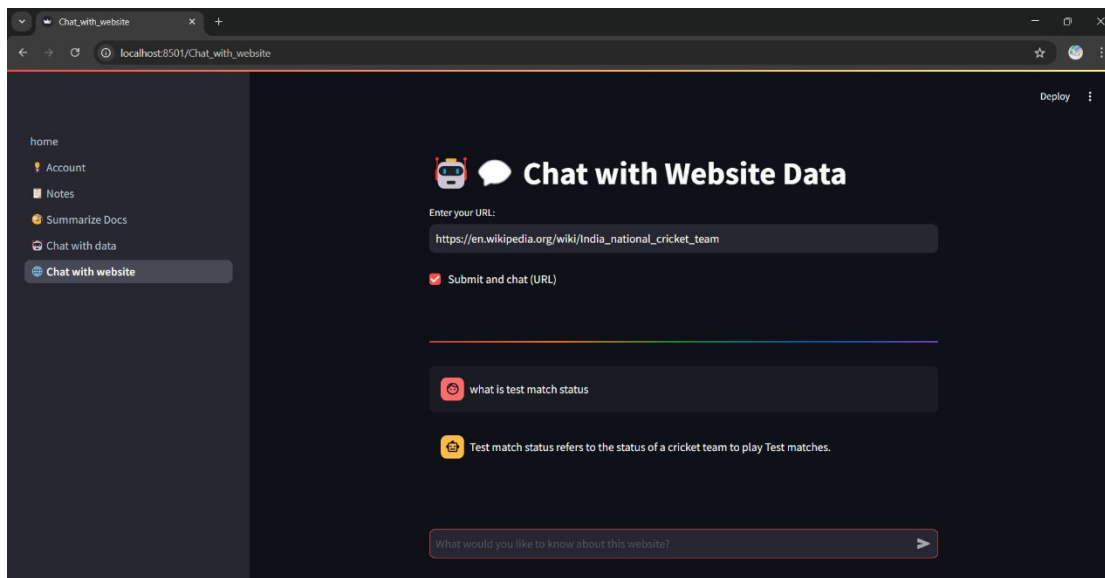 Chat_with_website
localhost:8501/Chat_with_website
Deploy
home
Account
Notes
Summarize Docs
Chat with data
Chat with website
Chat with Website Data
Enter your URL:
https://en.wikipedia.org/wiki/India_national_cricket_team
Submit and chat (URL)
what is test match status
Test match status refers to the status of a cricket team to play Test matches.
What would you like to know about this website?